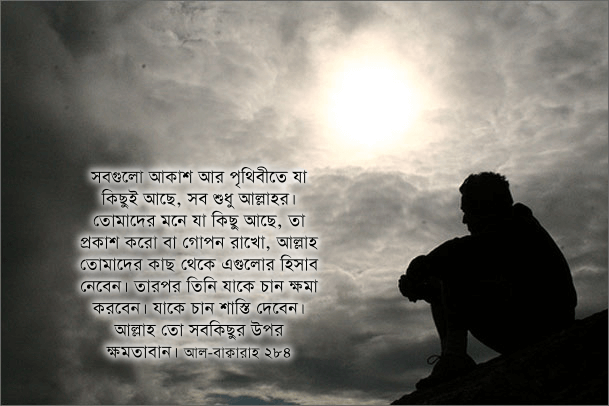 সবগুলো আকাশ আর পৃথিবীতে যা
কিছুই আছে, সব শুধু আল্লাহর।
তোমাদের মনে যা কিছু আছে, তা
প্রকাশ করো বা গোপন রাখো, আল্লাহ
তোমাদের কাছ থেকে এগুলোর হিসাব
নেবেন। তারপর তিনি যাকে চান ক্ষমা
করবেন। যাকে চান শাস্তি দেবেন।
আল্লাহ তো সবকিছুর উপর
ক্ষমতাবান। আল-বাক্বারাহ ২৮৪